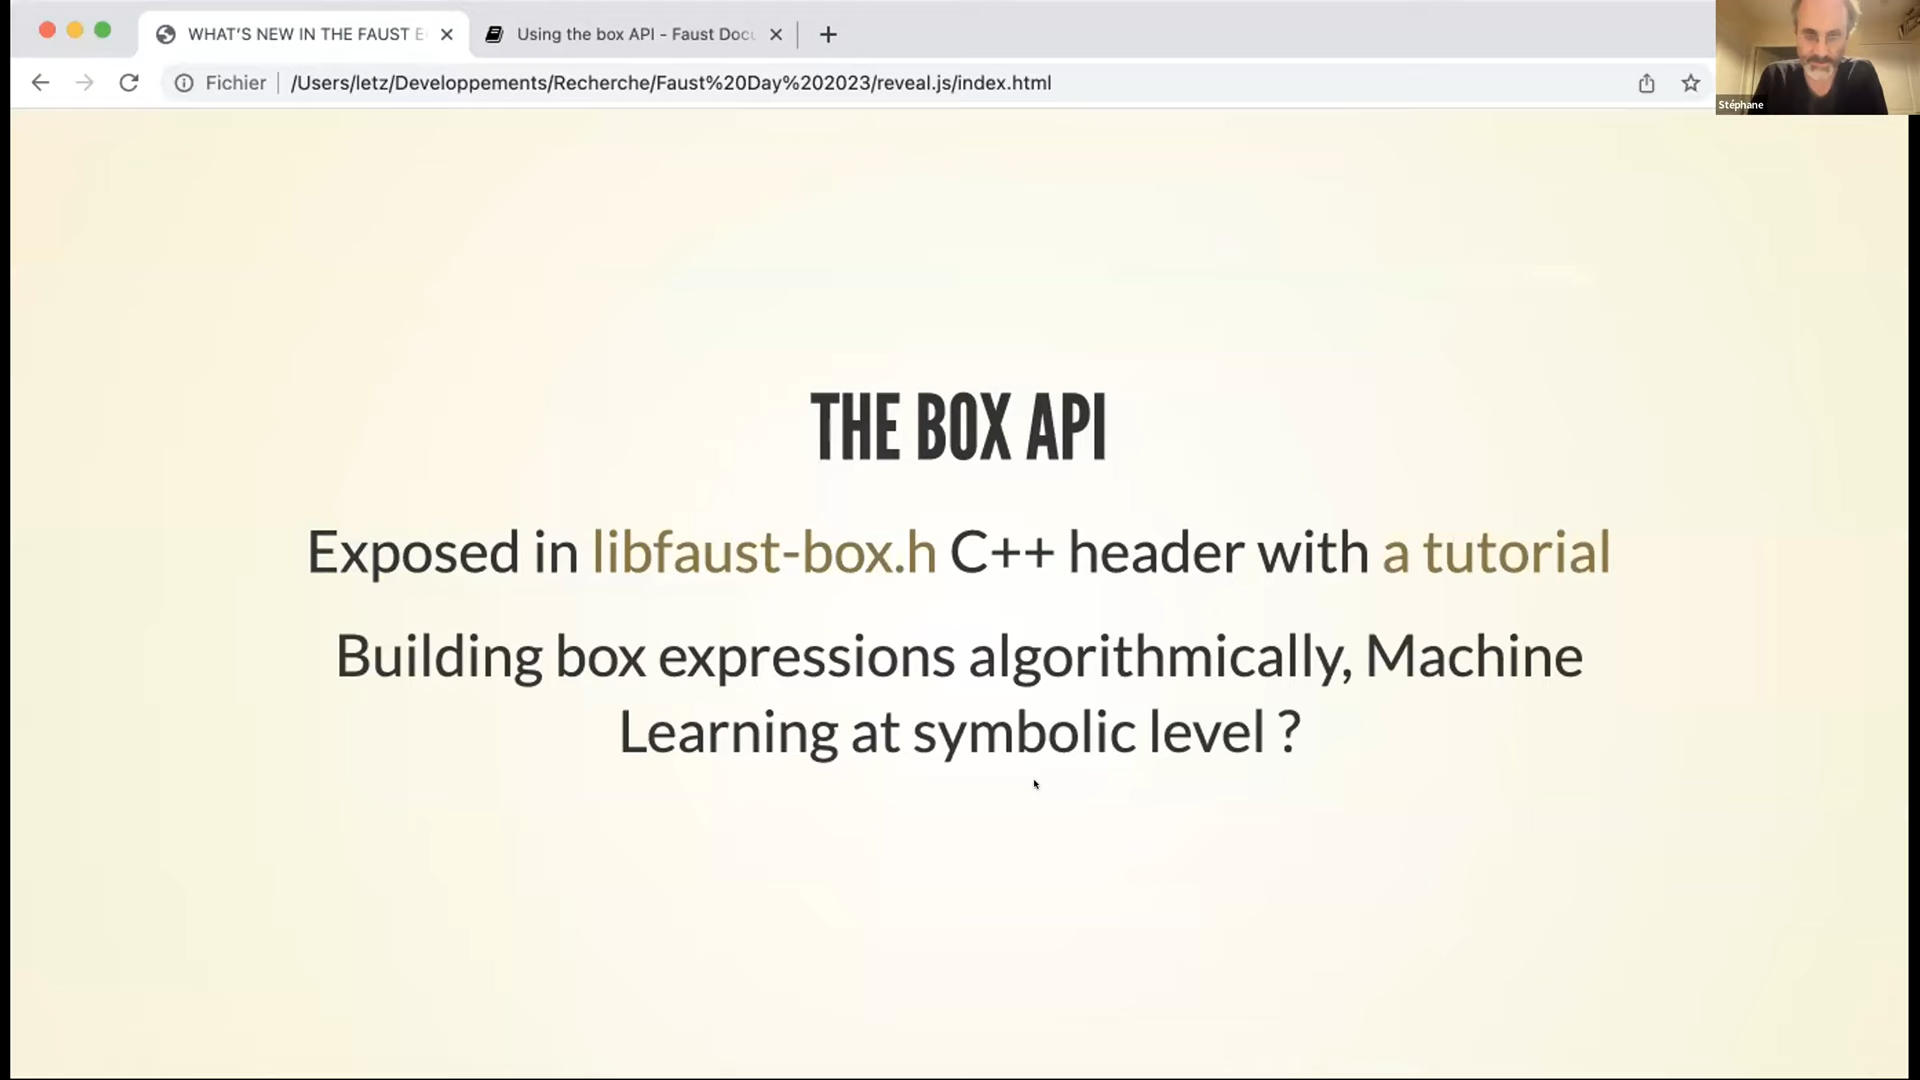 WHAT'S NEW IN THE FAUST E
Using the box API - Faust Docu
Fichier
/Users/letz/Developpements/Recherche/Faust%20Day%202023/reveal.js/index.html
Stéphane
THE BOX API
Exposed in libfaust-box.h C++ header with a tutorial
Building box expressions algorithmically, Machine
Learning at symbolic level ?